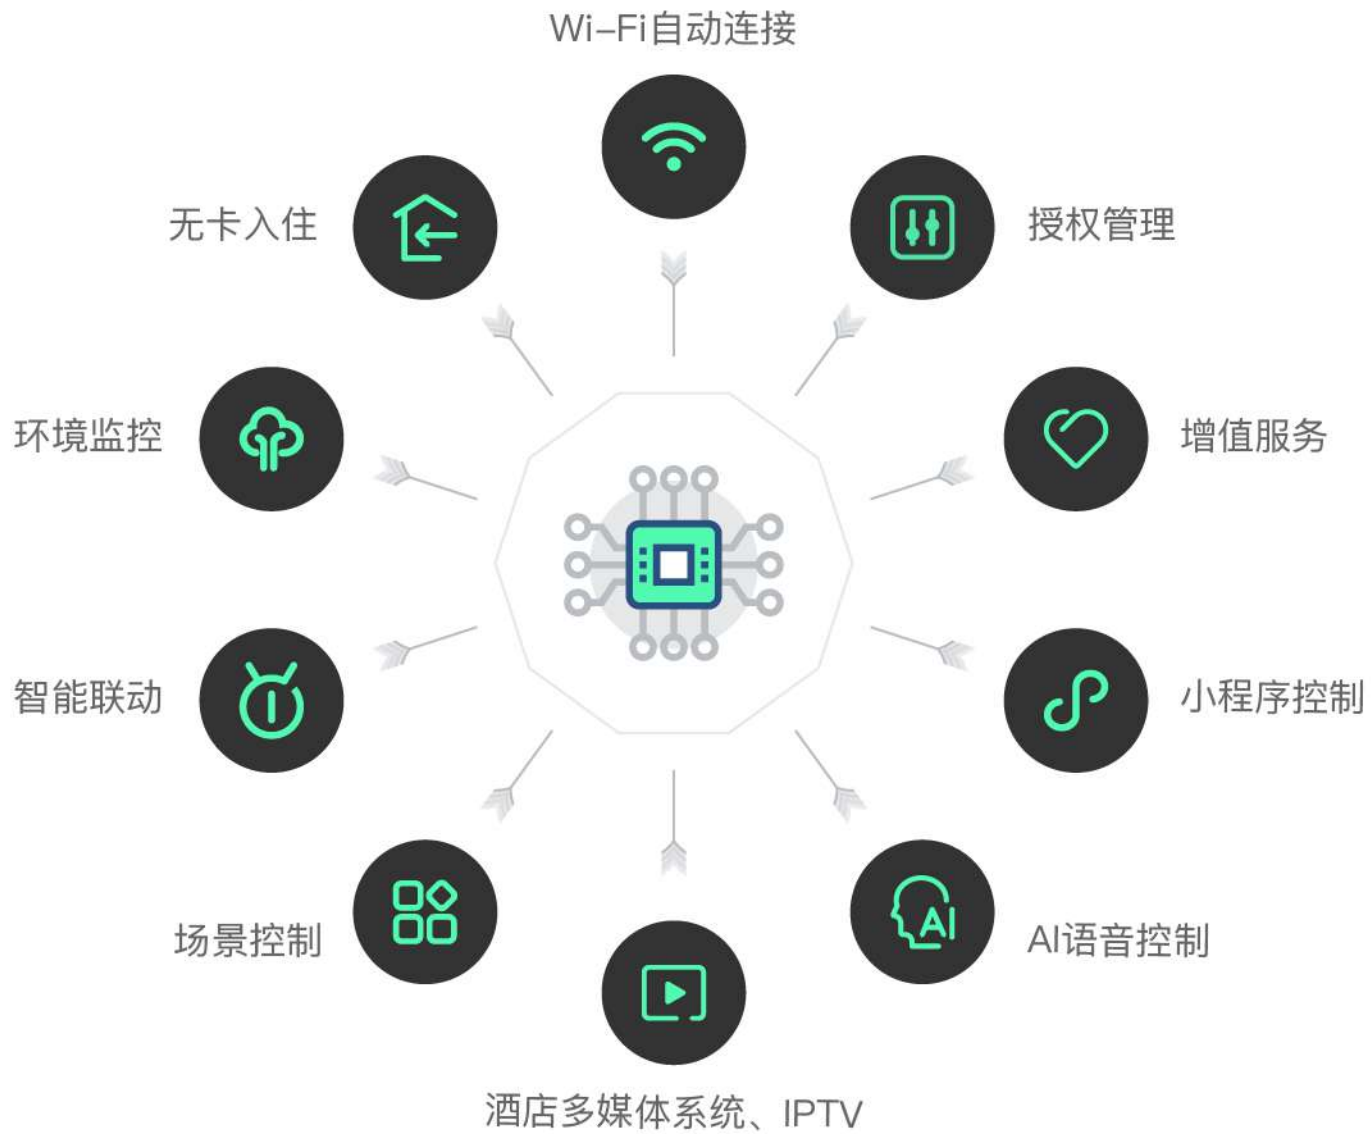 Wi-Fi自动连接
无卡入住
授权管理
环境监控
增值服务
智能联动
小程序控制
场景控制
AI
AI语音控制
酒店多媒体系统、IPTV